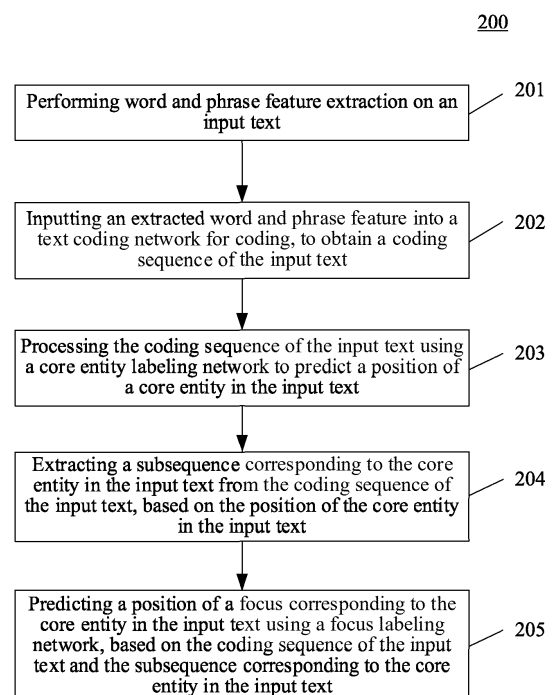 200
Performing word and phrase feature extraction on an
input text
201
Inputting an extracted word and phrase feature into a
text coding network for coding, to obtain a coding
sequence of the input text
202
Processing the coding sequence of the input text using
a core entity labeling network to predict a position of
a core entity in the input text
203
Extracting a subsequence corresponding to the core
entity in the input text from the coding sequence of
the input text, based on the position of the core entity
in the input text
204
Predicting a position of a focus corresponding to the
core entity in the input text using a focus labeling
network, based on the coding sequence of the input
text and the subsequence corresponding to the core
entity in the input text
205